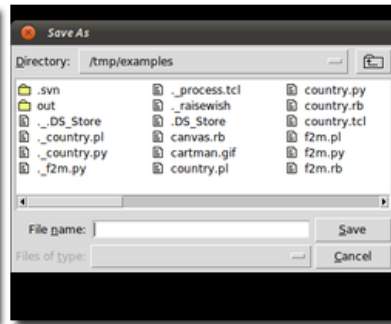 Save As
Directory: /tmp/examples
.svn
out
._.DS_Store
._country.pl
._country.py
._f2m.py
._process.tcl
._raisewish
.DS_Store
canvas.rb
cartman.gif
country.pl
country.py
country.rb
country.tcl
f2m.pl
f2m.py
f2m.rb
File name:
Save
Files of type:
Cancel